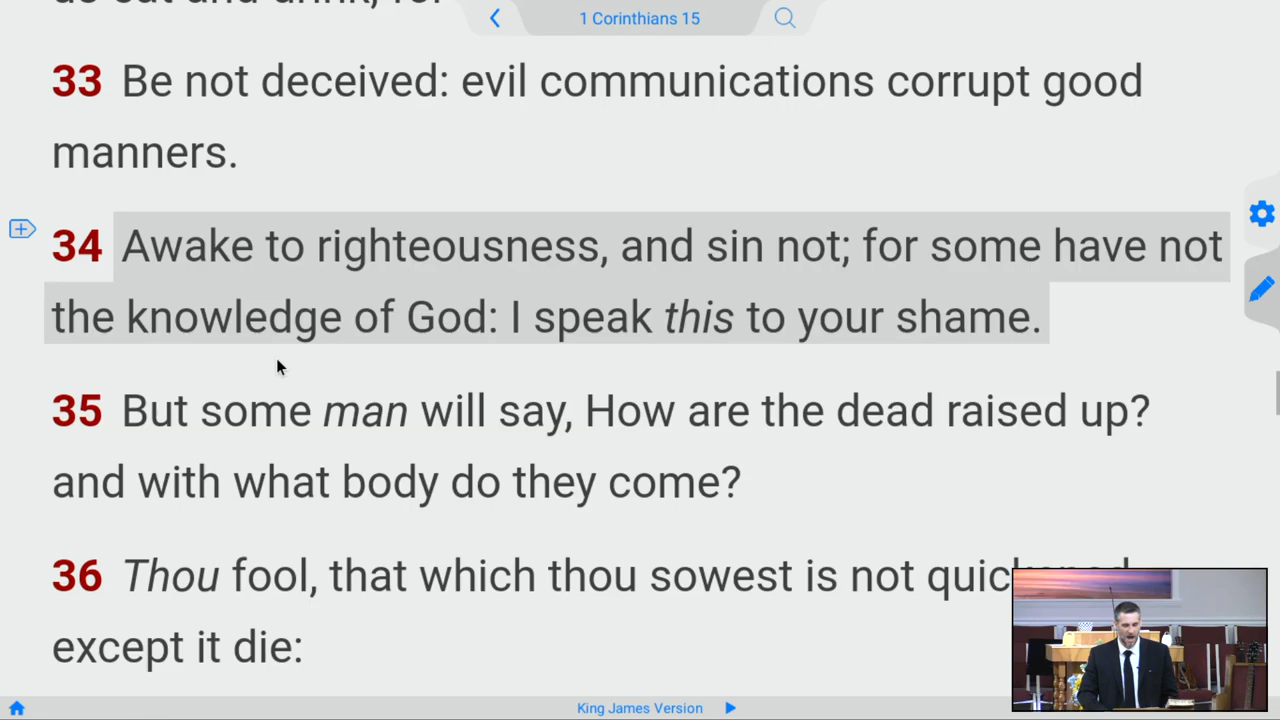 1 Corinthians 15
33 Be not deceived: evil communications corrupt good
manners.
34 Awake to righteousness, and sin not; for some have not
the knowledge of God: I speak this to your shame.
35 But some man will say, How are the dead raised up?
and with what body do they come?
36 Thou fool, that which thou sowest is not
except it die:
King James Version